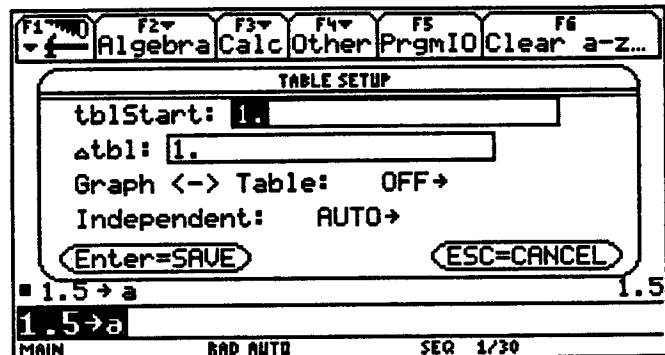 F1 F2 F3 F4 F5 F6
Algebra Calc Other PrgmIO Clear a-z…
TABLE SETUP
tblStart: 1.
△tbl: 1.
Graph <-> Table: OFF→
Independent: AUTO→
Enter=SAVE ESC=CANCEL
■ 1.5 → a 1.5
1.5→a
MAIN RAD AUTO SEQ 1/30